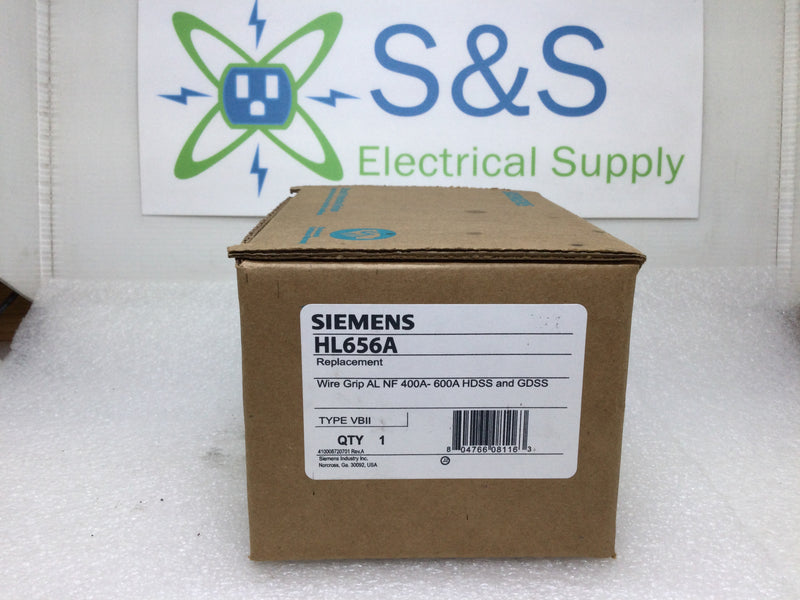 S&S
Electrical Supply
SIEMENS
HL656A
Replacement
Wire Grip AL NF 400A- 600A HDSS and GDSS
TYPE VBII
QTY 1
410008720701 Rev.A
Siemens Industry Inc.
Norcross, Ga. 30092, USA
8 04766 08116 3